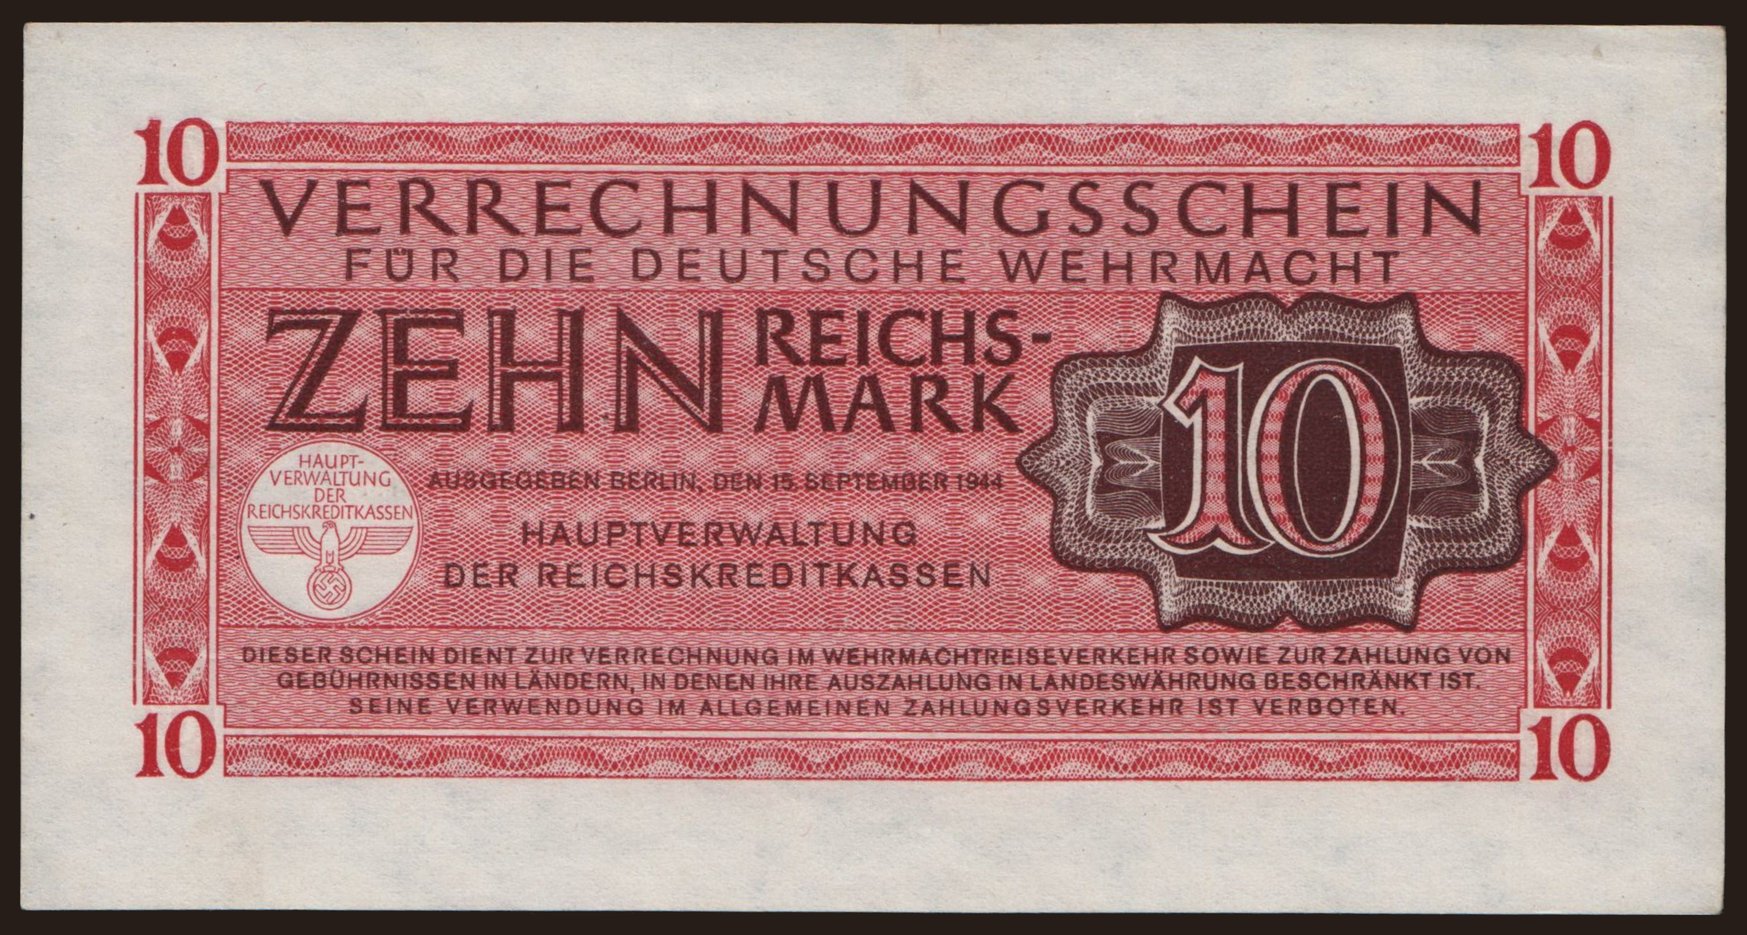 10
10
VERRECHNUNGSSCHEIN
FÜR DIE DEUTSCHE WEHRMACHT
ZEHN REICHS-
MARK
10
HAUPT-
VERWALTUNG
DER
REICHSKREDITKASSEN
M
AUSGEGEBEN BERLIN, DEN 15. SEPTEMBER 1944
HAUPTVERWALTUNG
DER REICHSKREDITKASSEN
DIESER SCHEIN DIENT ZUR VERRECHNUNG IM WEHRMACHTREISEVERKEHR SOWIE ZUR ZAHLUNG VON
GEBÜHRNISSEN IN LÄNDERN, IN DENEN IHRE AUSZAHLUNG IN LANDESWÄHRUNG BESCHRÄNKT IST.
SEINE VERWENDUNG IM ALLGEMEINEN ZAHLUNGSVERKEHR IST VERBOTEN.
10
10